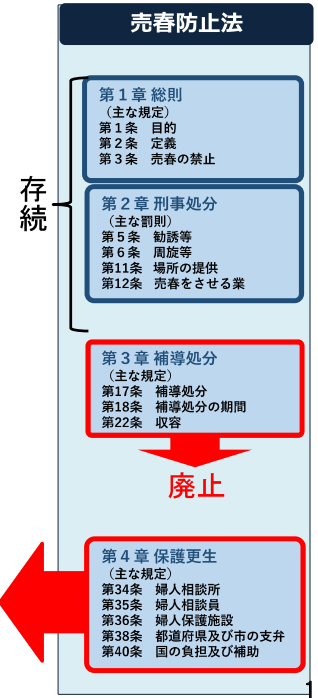 売春防止法
第１章 総則
（主な規定）
第１条　目的
第２条　定義
第３条　売春の禁止
存続
第２章 刑事処分
（主な罰則）
第５条　勧誘等
第６条　周旋等
第11条　場所の提供
第12条　売春をさせる業
第３章 補導処分
（主な規定）
第17条　補導処分
第18条　補導処分の期間
第22条　収容
廃止
第４章 保護更生
（主な規定）
第34条　婦人相談所
第35条　婦人相談員
第36条　婦人保護施設
第38条　都道府県及び市の支弁
第40条　国の負担及び補助
1